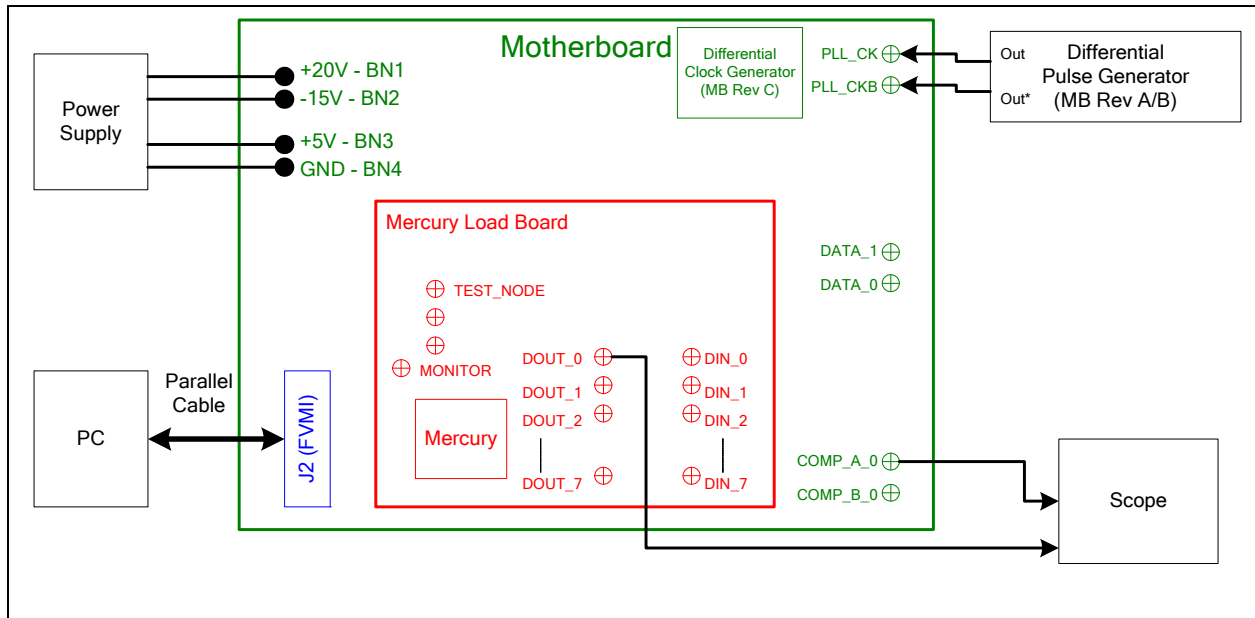 Motherboard
Power
Supply
+20V - BN1
-15V - BN2
+5V - BN3
GND - BN4
Differential
Clock Generator
(MB Rev C)
PLL_CK
PLL_CKB
Out
Out*
Differential
Pulse Generator
(MB Rev A/B)
Mercury Load Board
TEST_NODE
MONITOR
Mercury
DOUT_0
DOUT_1
DOUT_2
DOUT_7
DIN_0
DIN_1
DIN_2
DIN_7
DATA_1
DATA_0
COMP_A_0
COMP_B_0
PC
Parallel
Cable
J2 (FVMI)
Scope